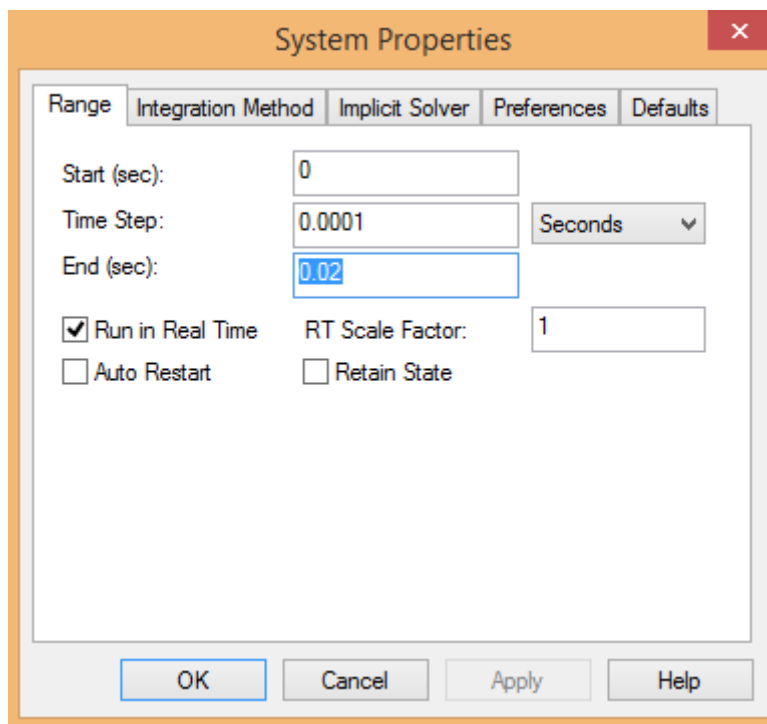 System Properties
Range Integration Method Implicit Solver Preferences Defaults
Start (sec): 0
Time Step: 0.0001 Seconds
End (sec): 0.02
Run in Real Time RT Scale Factor: 1
Auto Restart Retain State
OK Cancel Apply Help